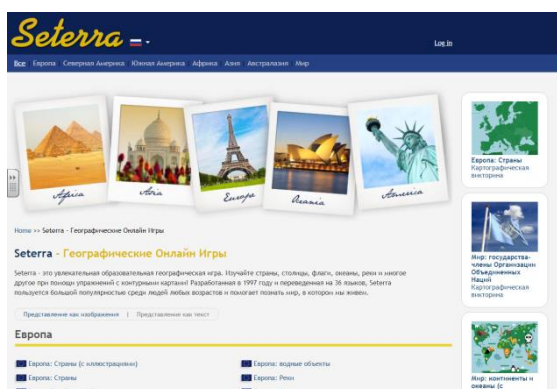 Seterra
Log in
Все Европа Северная Америка Южная Америка Африка Азия Австралазия Мир
Africa
Asia
Europa
Oceania
America
Home >> Seterra - Географические Онлайн Игры
Seterra - Географические Онлайн Игры
Seterra - это увлекательная образовательная географическая игра. Изучайте страны, столицы, флаги, океаны, реки и многое
другое при помощи упражнений с контурными картами! Разработанная в 1997 году и переведенная на 36 языков, Seterra
пользуется большой популярностью среди людей любых возрастов и помогает познать мир, в котором мы живем.
Представление как изображения | Представление как текст
Европа
Европа: Страны (с иллюстрациями)
Европа: Страны
Европа: водные объекты
Европа: Реки
Европа: Страны
Картографическая
викторина
Мир: государства-
члены Организации
Объединенных
Наций
Картографическая
викторина
Мир: континенты и
океаны (с